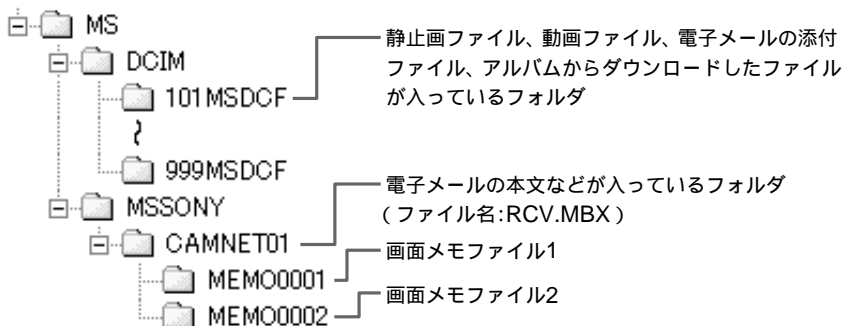 MS
DCIM
101MSDCF
静止画ファイル、動画ファイル、電子メールの添付
ファイル、アルバムからダウンロードしたファイル
が入っているフォルダ
999MSDCF
MSSONY
電子メールの本文などが入っているフォルダ
（ファイル名:RCV.MBX）
CAMNET01
画面メモファイル1
MEMO0001
画面メモファイル2
MEMO0002